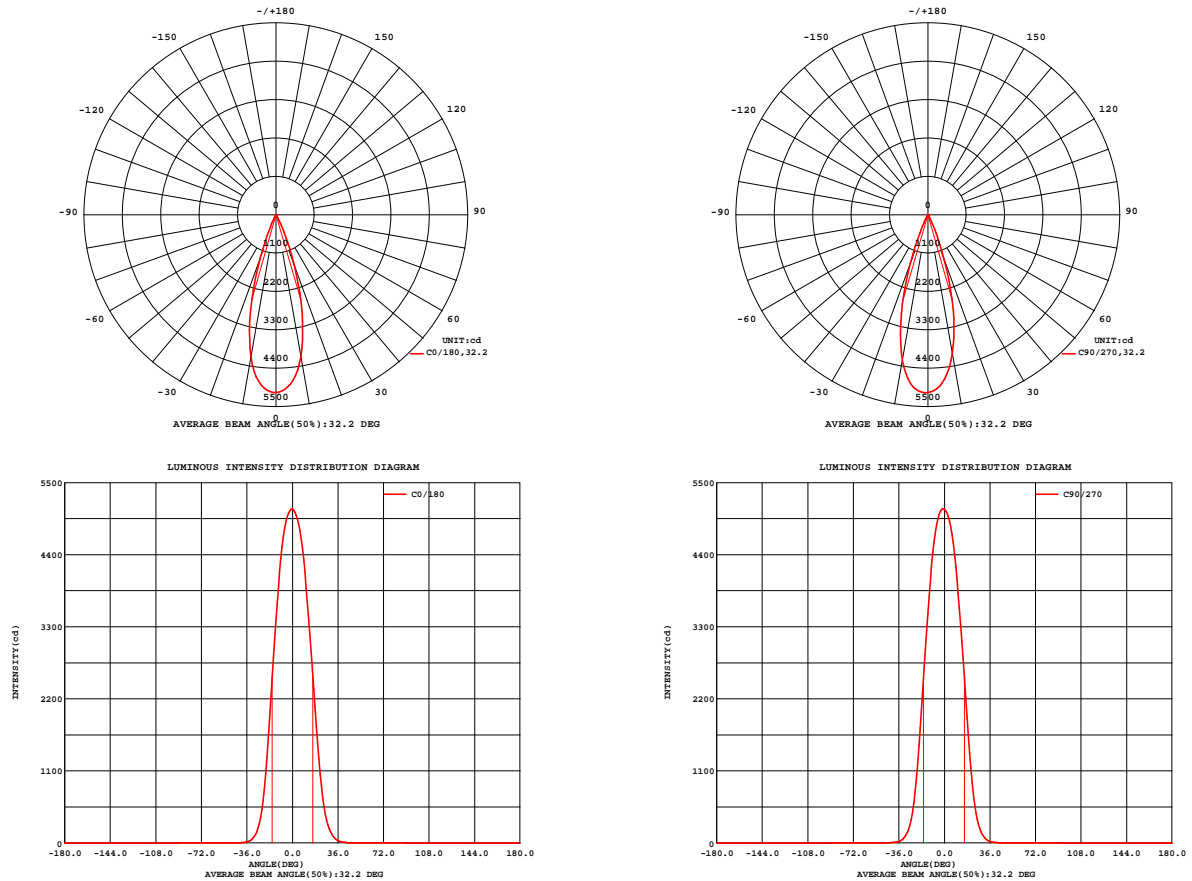 -/+180
-150 150
-120 120
-90 90
-60 60
-30 30
0
1100
2200
3300
4400
5500
0
UNIT:cd
C0/180,32.2
AVERAGE BEAM ANGLE(50%):32.2 DEG
-/+180
-150 150
-120 120
-90 90
-60 60
-30 30
0
1100
2200
3300
4400
5500
0
UNIT:cd
C90/270,32.2
AVERAGE BEAM ANGLE(50%):32.2 DEG
LUMINOUS INTENSITY DISTRIBUTION DIAGRAM
C0/180
INTENSITY(cd)
5500
4400
3300
2200
1100
0
-180.0 -144.0 -108.0 -72.0 -36.0 0.0 36.0 72.0 108.0 144.0 180.0
ANGLE(DEG)
AVERAGE BEAM ANGLE(50%):32.2 DEG
LUMINOUS INTENSITY DISTRIBUTION DIAGRAM
C90/270
INTENSITY(cd)
5500
4400
3300
2200
1100
0
-180.0 -144.0 -108.0 -72.0 -36.0 0.0 36.0 72.0 108.0 144.0 180.0
ANGLE(DEG)
AVERAGE BEAM ANGLE(50%):32.2 DEG